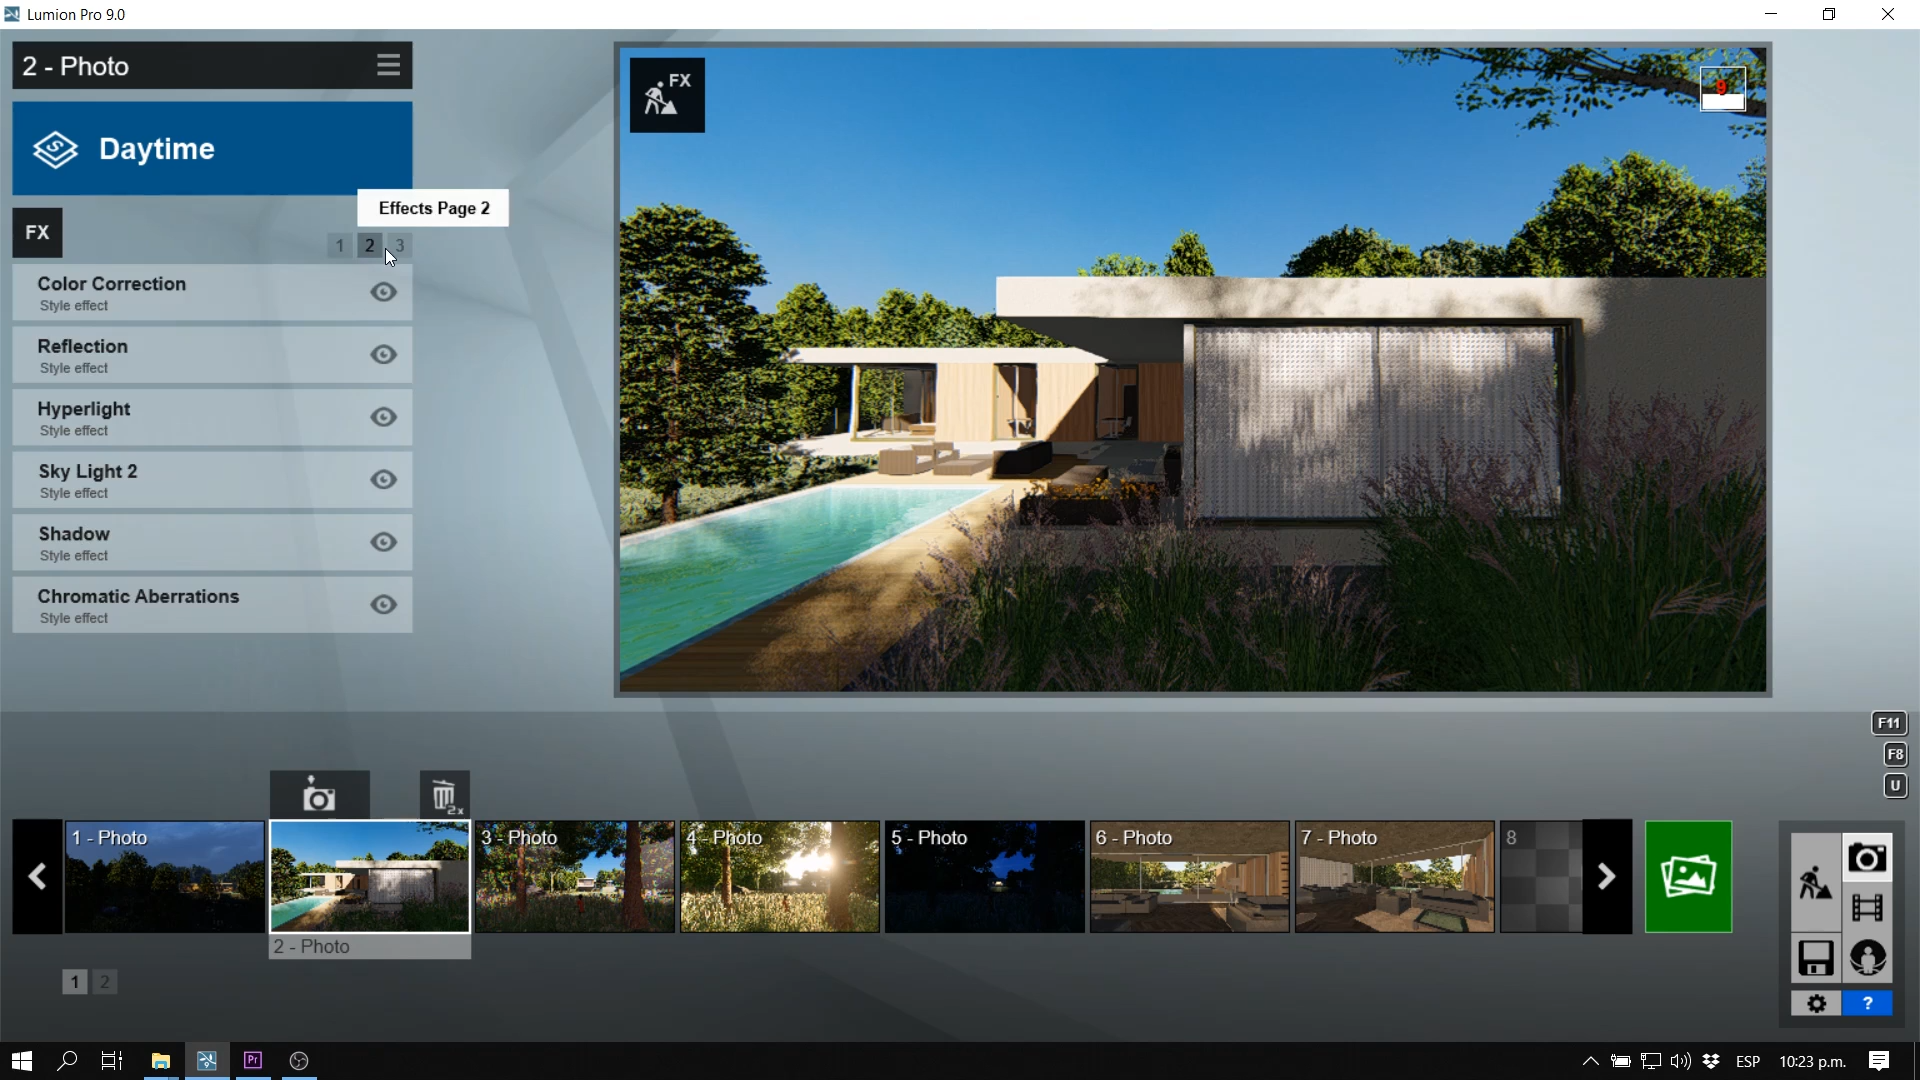 Lumion Pro 9.0
2 - Photo
Daytime
Effects Page 2
FX
1 2 3
Color Correction
Style effect
Reflection
Style effect
Hyperlight
Style effect
Sky Light 2
Style effect
Shadow
Style effect
Chromatic Aberrations
Style effect
FX
9
F11
F8
U
2x
1 - Photo
3 - Photo
4 - Photo
5 - Photo
6 - Photo
7 - Photo
8
2 - Photo
1 2
?
Pr
ESP
10:23 p.m.